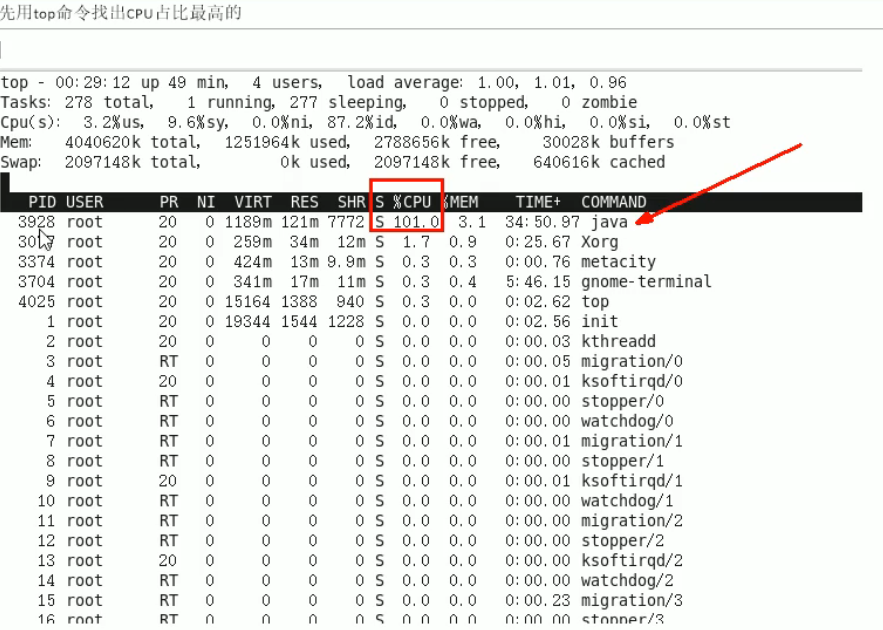 先用top命令找出CPU占比最高的
top - 00:29:12 up 49 min,  4 users,  load average: 1.00, 1.01, 0.96
Tasks: 278 total,   1 running, 277 sleeping,   0 stopped,   0 zombie
Cpu(s):  3.2%us,  9.6%sy,  0.0%ni, 87.2%id,  0.0%wa,  0.0%hi,  0.0%si,  0.0%st
Mem:   4040620k total,  1251964k used,  2788656k free,    30028k buffers
Swap:  2097148k total,        0k used,  2097148k free,   640616k cached
PID USER PR NI VIRT RES SHR S %CPU %MEM TIME+ COMMAND
3928 root 20 0 1189m 121m 7772 S 101.0 3.1 34:50.97 java
root 20 0 259m 34m 12m S 1.7 0.9 0:25.67 Xorg
3374 root 20 0 424m 13m 9.9m S 0.3 0.3 0:00.76 metacity
3704 root 20 0 341m 17m 11m S 0.3 0.4 5:46.15 gnome-terminal
4025 root 20 0 15164 1388 940 S 0.3 0.0 0:02.62 top
1 root 20 0 19344 1544 1228 S 0.0 0.0 0:02.56 init
2 root 20 0 0 0 0 S 0.0 0.0 0:00.03 kthreadd
3 root RT 0 0 0 0 S 0.0 0.0 0:00.05 migration/0
4 root 20 0 0 0 0 S 0.0 0.0 0:00.01 ksoftirqd/0
5 root RT 0 0 0 0 S 0.0 0.0 0:00.00 stopper/0
6 root RT 0 0 0 0 S 0.0 0.0 0:00.00 watchdog/0
7 root RT 0 0 0 0 S 0.0 0.0 0:00.01 migration/1
8 root RT 0 0 0 0 S 0.0 0.0 0:00.00 stopper/1
9 root 20 0 0 0 0 S 0.0 0.0 0:00.01 ksoftirqd/1
10 root RT 0 0 0 0 S 0.0 0.0 0:00.00 watchdog/1
11 root RT 0 0 0 0 S 0.0 0.0 0:00.00 migration/2
12 root RT 0 0 0 0 S 0.0 0.0 0:00.00 stopper/2
13 root 20 0 0 0 0 S 0.0 0.0 0:00.00 ksoftirqd/2
14 root RT 0 0 0 0 S 0.0 0.0 0:00.00 watchdog/2
15 root RT 0 0 0 0 S 0.0 0.0 0:00.23 migration/3
16 root RT 0 0 0 0 S 0.0 0.0 0:00.00 stopper/3